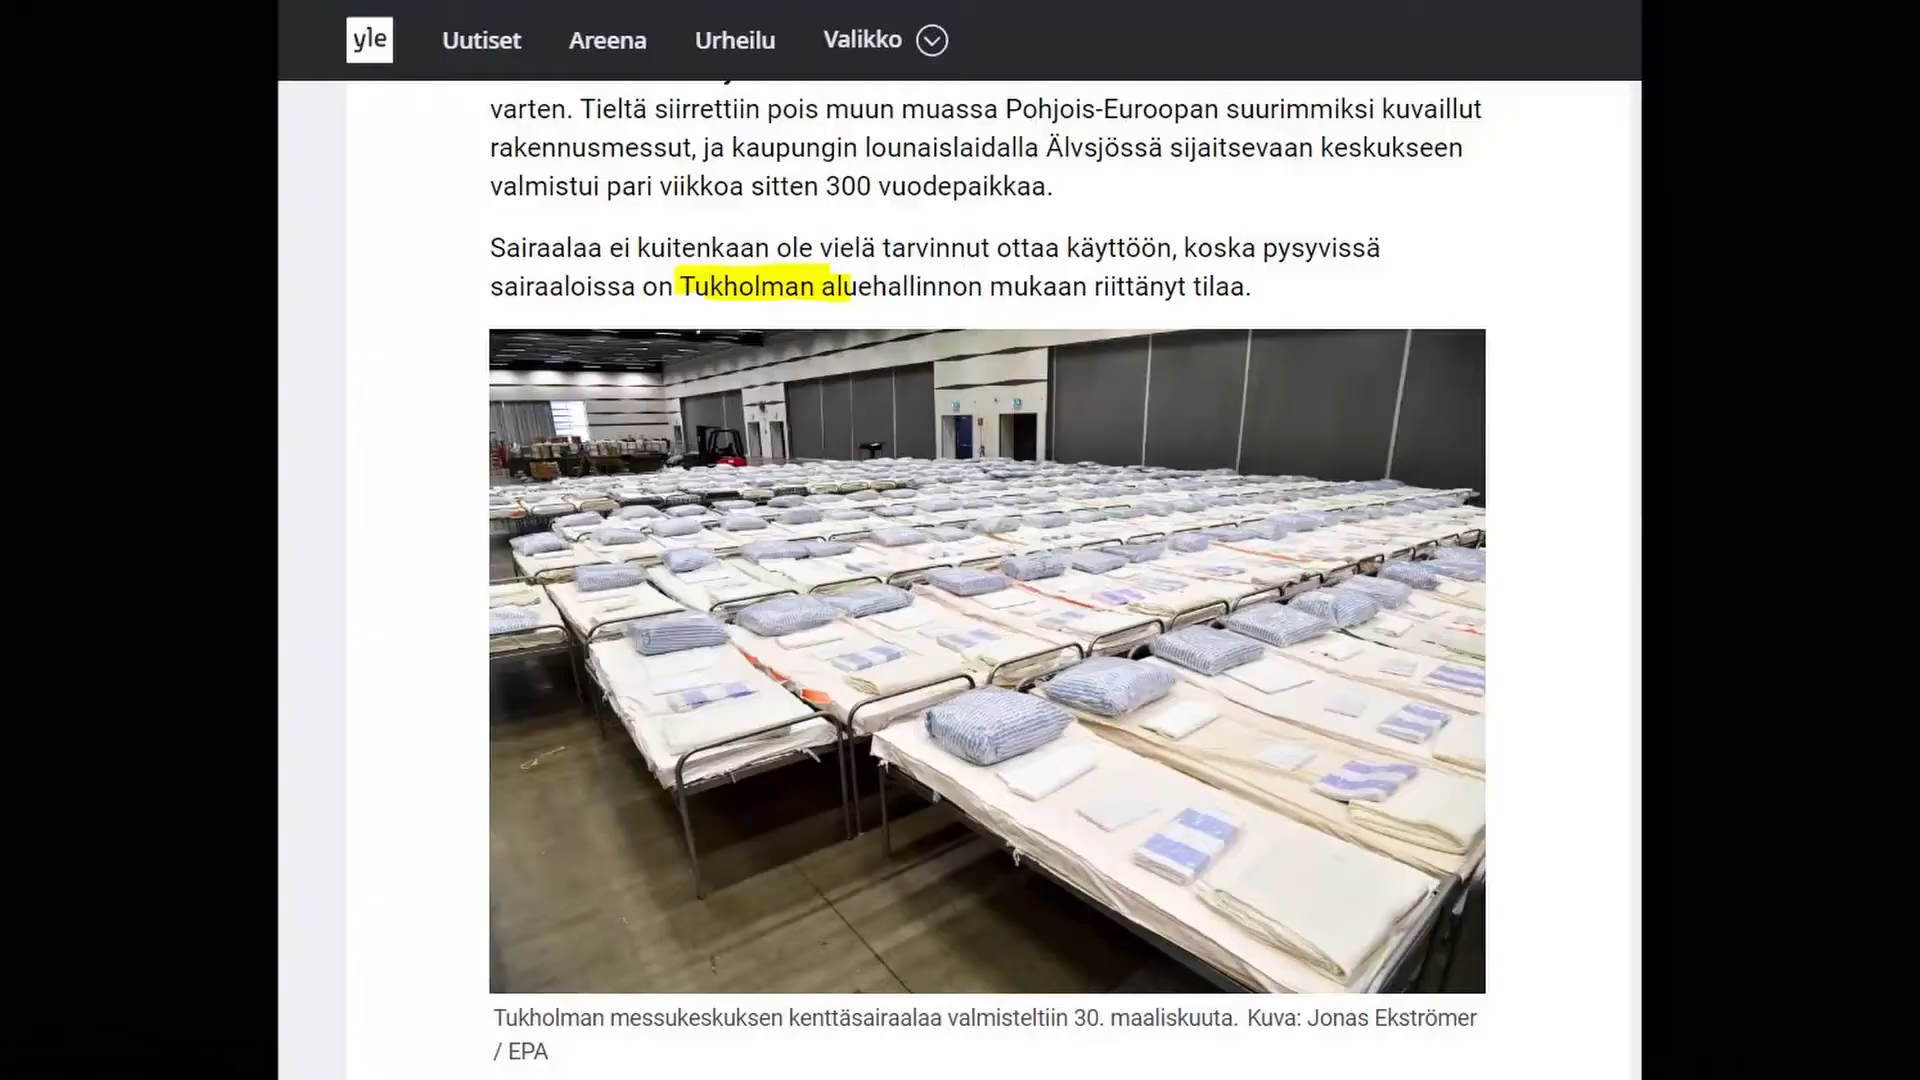 yle Uutiset Areena Urheilu Valikko
varten. Tieltä siirrettiin pois muun muassa Pohjois-Euroopan suurimmiksi kuvaillut
rakennusmessut, ja kaupungin lounaislaidalla Älvsjössä sijaitsevaan keskukseen
valmistui pari viikkoa sitten 300 vuodepaikkaa.
Sairaalaa ei kuitenkaan ole vielä tarvinnut ottaa käyttöön, koska pysyvissä
sairaaloissa on Tukholman aluehallinnon mukaan riittänyt tilaa.
Tukholman messukeskuksen kenttäsairaalaa valmisteltiin 30. maaliskuuta. Kuva: Jonas Ekströmer
/ EPA